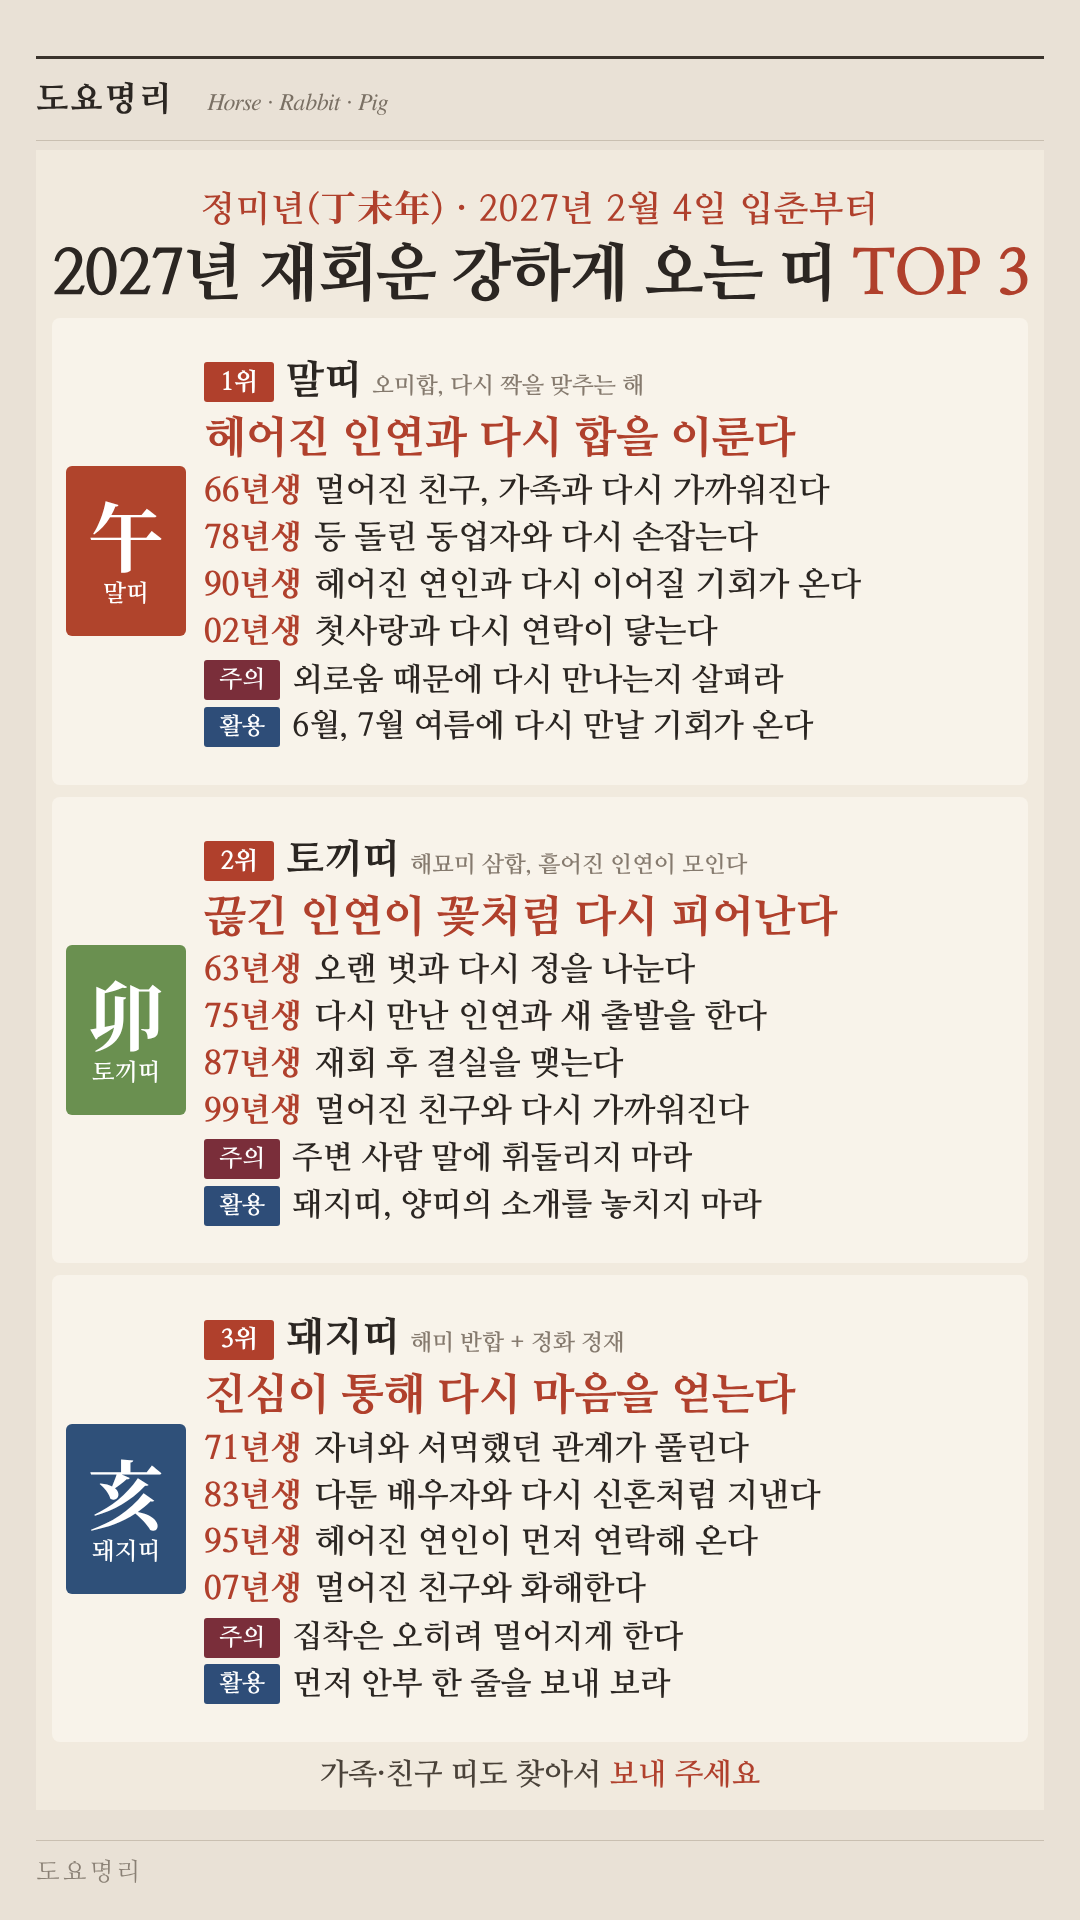 도요명리 Horse · Rabbit · Pig
정미년(丁未年) · 2027년 2월 4일 입춘부터
2027년 재회운 강하게 오는 띠 TOP 3
1위 말띠 오미합, 다시 짝을 맞추는 해
헤어진 인연과 다시 합을 이룬다
午
말띠
66년생 멀어진 친구, 가족과 다시 가까워진다
78년생 등 돌린 동업자와 다시 손잡는다
90년생 헤어진 연인과 다시 이어질 기회가 온다
02년생 첫사랑과 다시 연락이 닿는다
주의 외로움 때문에 다시 만나는지 살펴라
활용 6월, 7월 여름에 다시 만날 기회가 온다
2위 토끼띠 해묘미 삼합, 흩어진 인연이 모인다
끊긴 인연이 꽃처럼 다시 피어난다
卯
토끼띠
63년생 오랜 벗과 다시 정을 나눈다
75년생 다시 만난 인연과 새 출발을 한다
87년생 재회 후 결실을 맺는다
99년생 멀어진 친구와 다시 가까워진다
주의 주변 사람 말에 휘둘리지 마라
활용 돼지띠, 양띠의 소개를 놓치지 마라
3위 돼지띠 해미 반합 + 정화 정재
진심이 통해 다시 마음을 얻는다
亥
돼지띠
71년생 자녀와 서먹했던 관계가 풀린다
83년생 다툰 배우자와 다시 신혼처럼 지낸다
95년생 헤어진 연인이 먼저 연락해 온다
07년생 멀어진 친구와 화해한다
주의 집착은 오히려 멀어지게 한다
활용 먼저 안부 한 줄을 보내 보라
가족·친구 띠도 찾아서 보내 주세요
도요명리